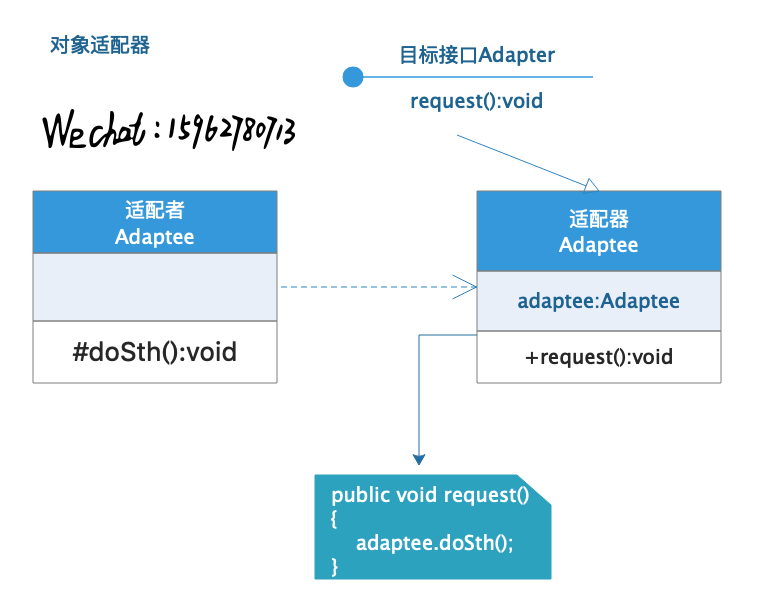 对象适配器
目标接口Adapter
request():void
Wechat:15962780713
适配者
Adaptee
#doSth():void
适配器
Adaptee
adaptee:Adaptee
+request():void
public void request()
{
adaptee.doSth();
}